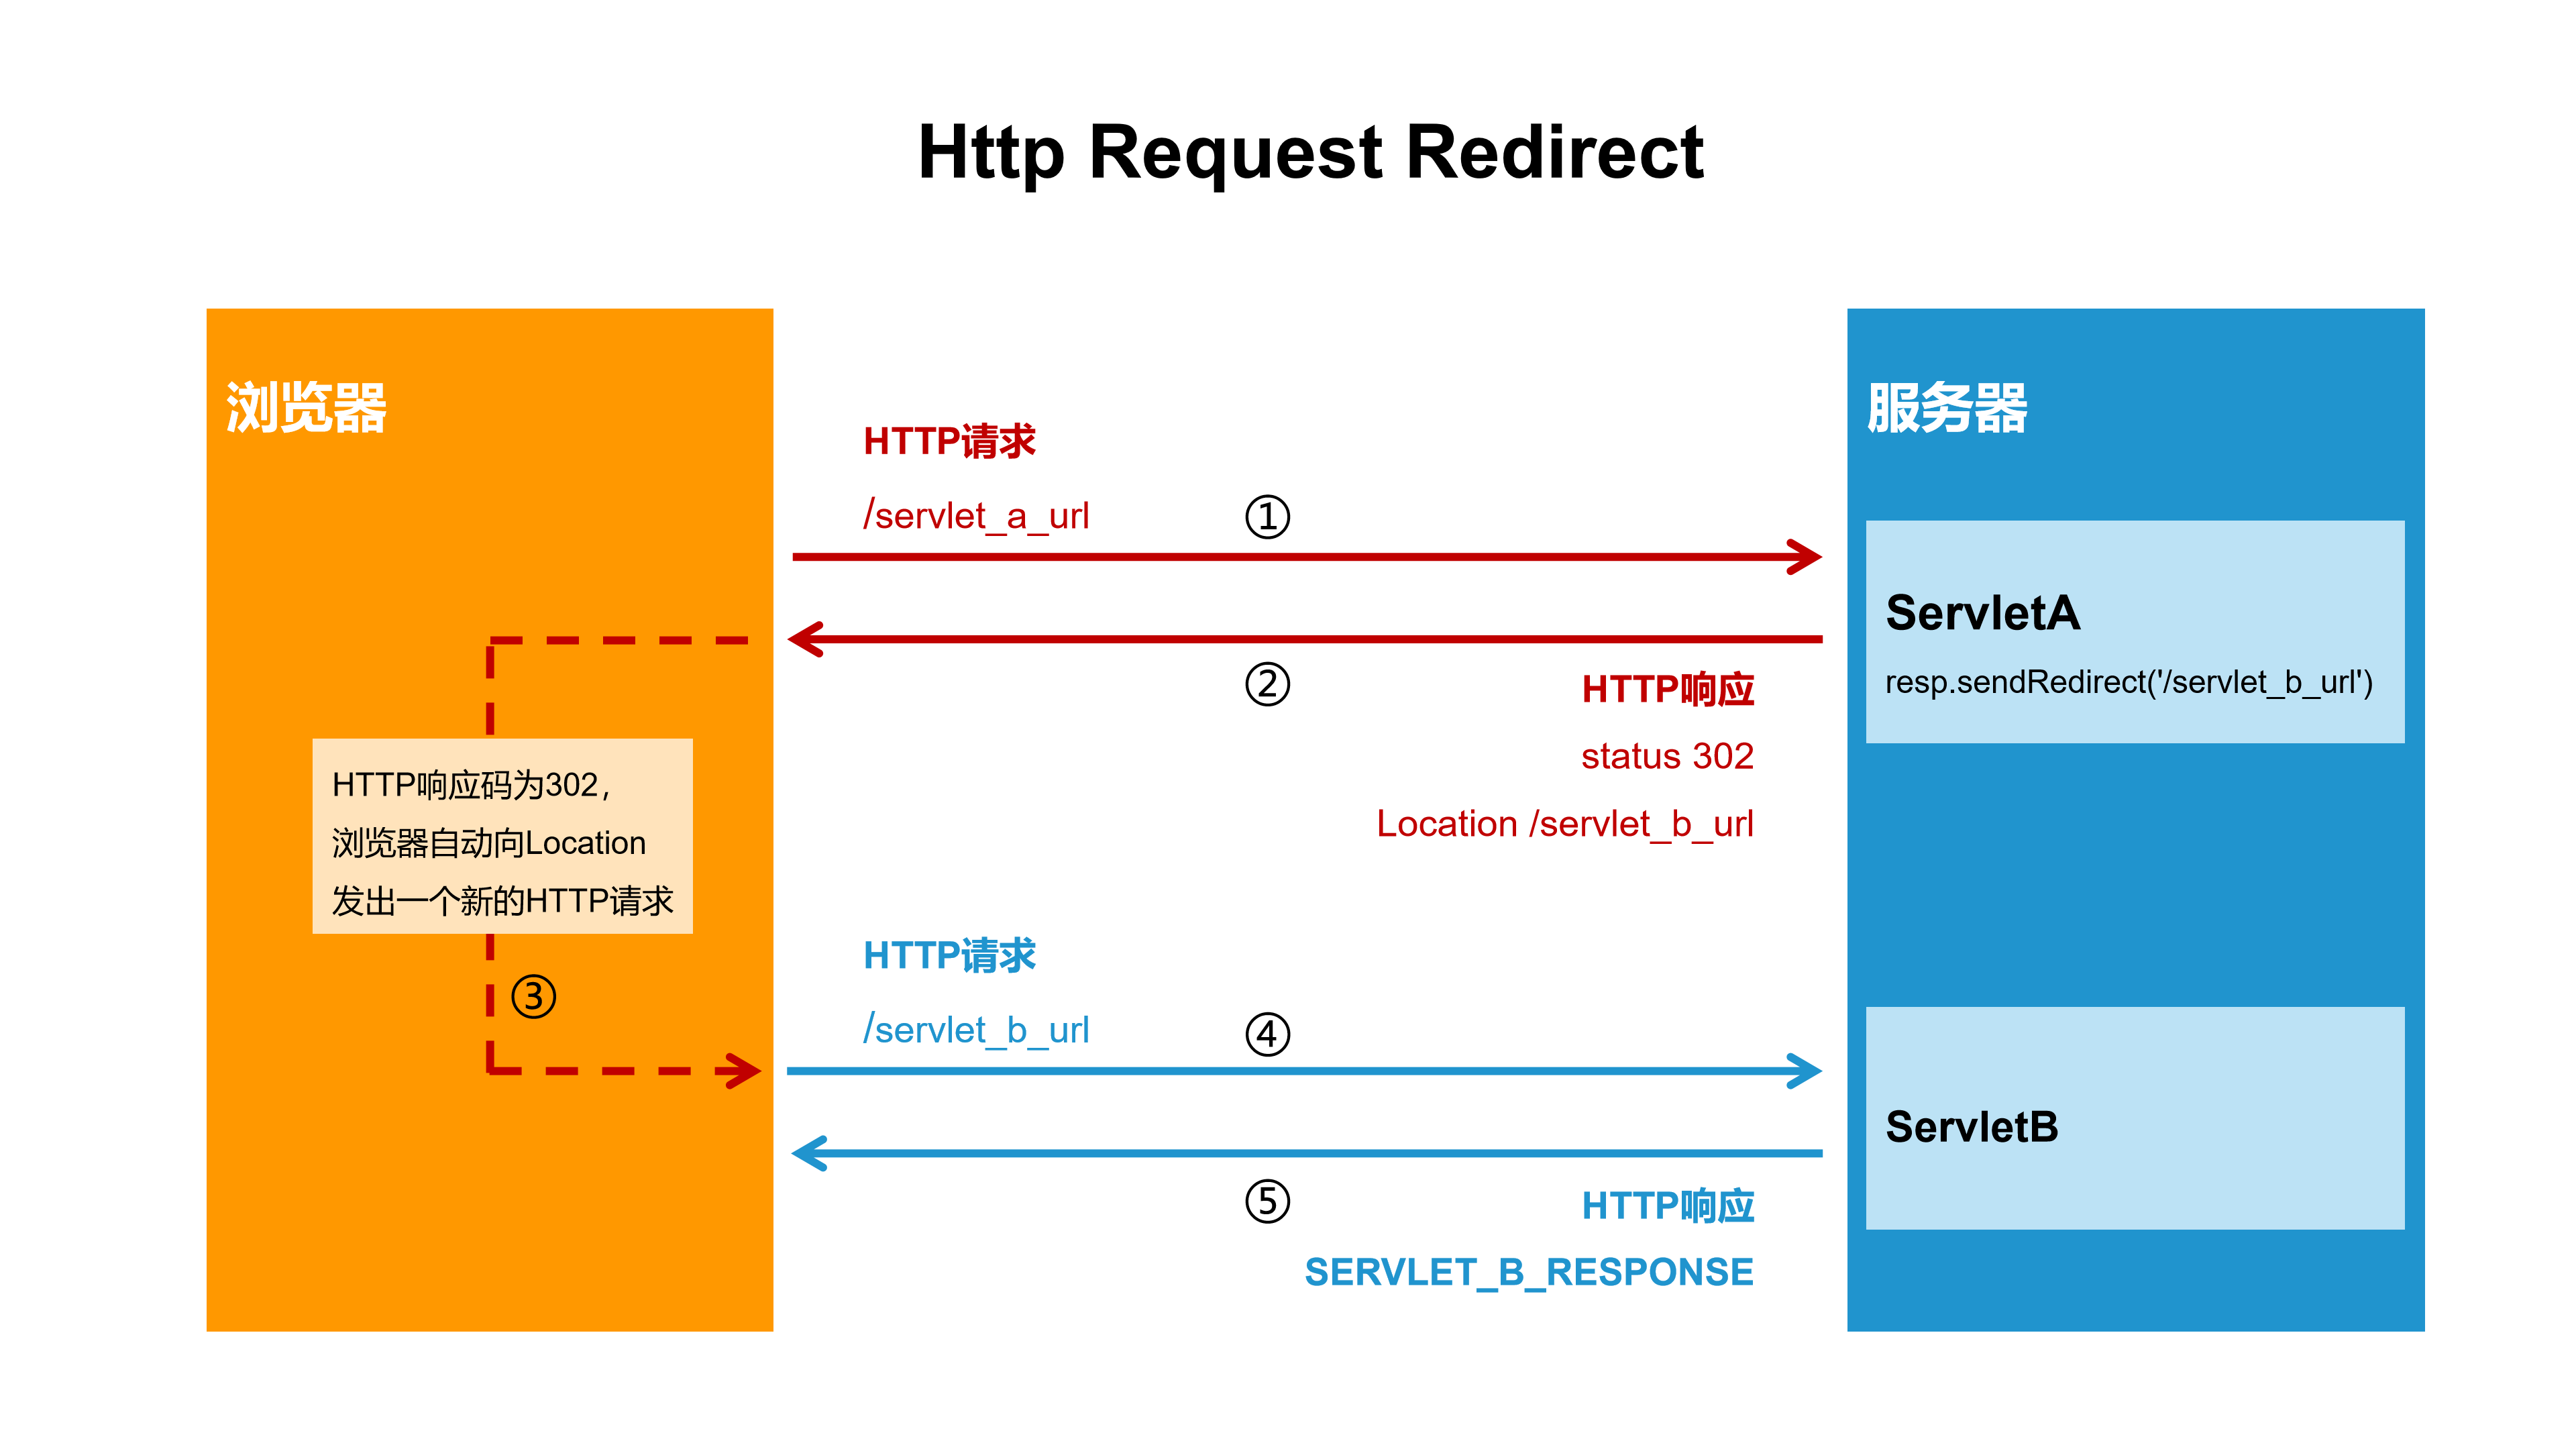 Http Request Redirect
浏览器
HTTP请求
/servlet_a_url
①
服务器
ServletA
resp.sendRedirect('/servlet_b_url')
②
HTTP响应
status 302
Location /servlet_b_url
HTTP响应码为302，
浏览器自动向Location
发出一个新的HTTP请求
③
HTTP请求
/servlet_b_url
④
ServletB
⑤
HTTP响应
SERVLET_B_RESPONSE